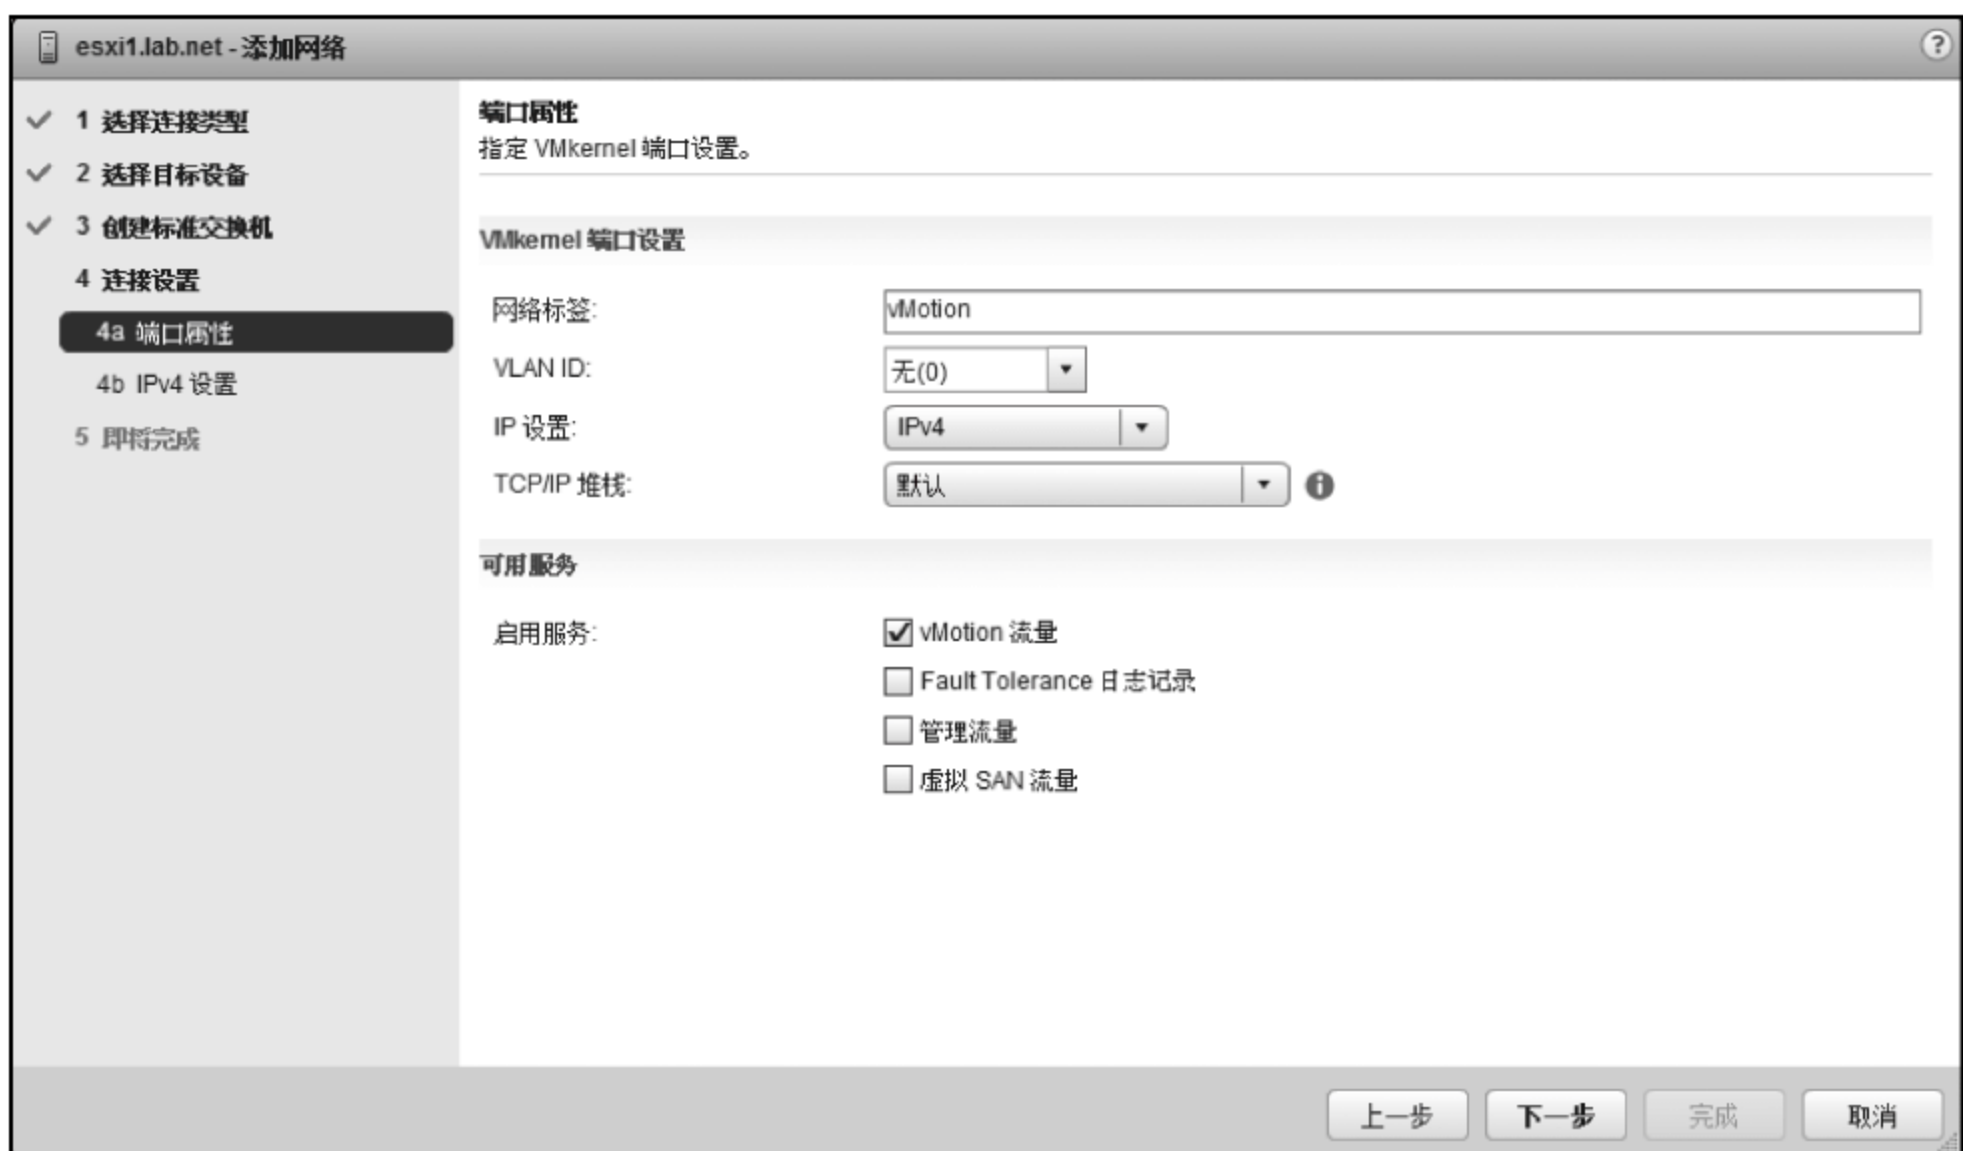 esxi1.lab.net - 添加网络
1 选择连接类型
2 选择目标设备
3 创建标准交换机
4 连接设置
4a 端口属性
4b IPv4 设置
5 即将完成
端口属性
指定 VMkernel 端口设置。
VMkernel 端口设置
网络标签: vMotion
VLAN ID: 无(0)
IP 设置: IPv4
TCP/IP 堆栈: 默认
可用服务
启用服务: vMotion 流量
Fault Tolerance 日志记录
管理流量
虚拟 SAN 流量
上一步 下一步 完成 取消